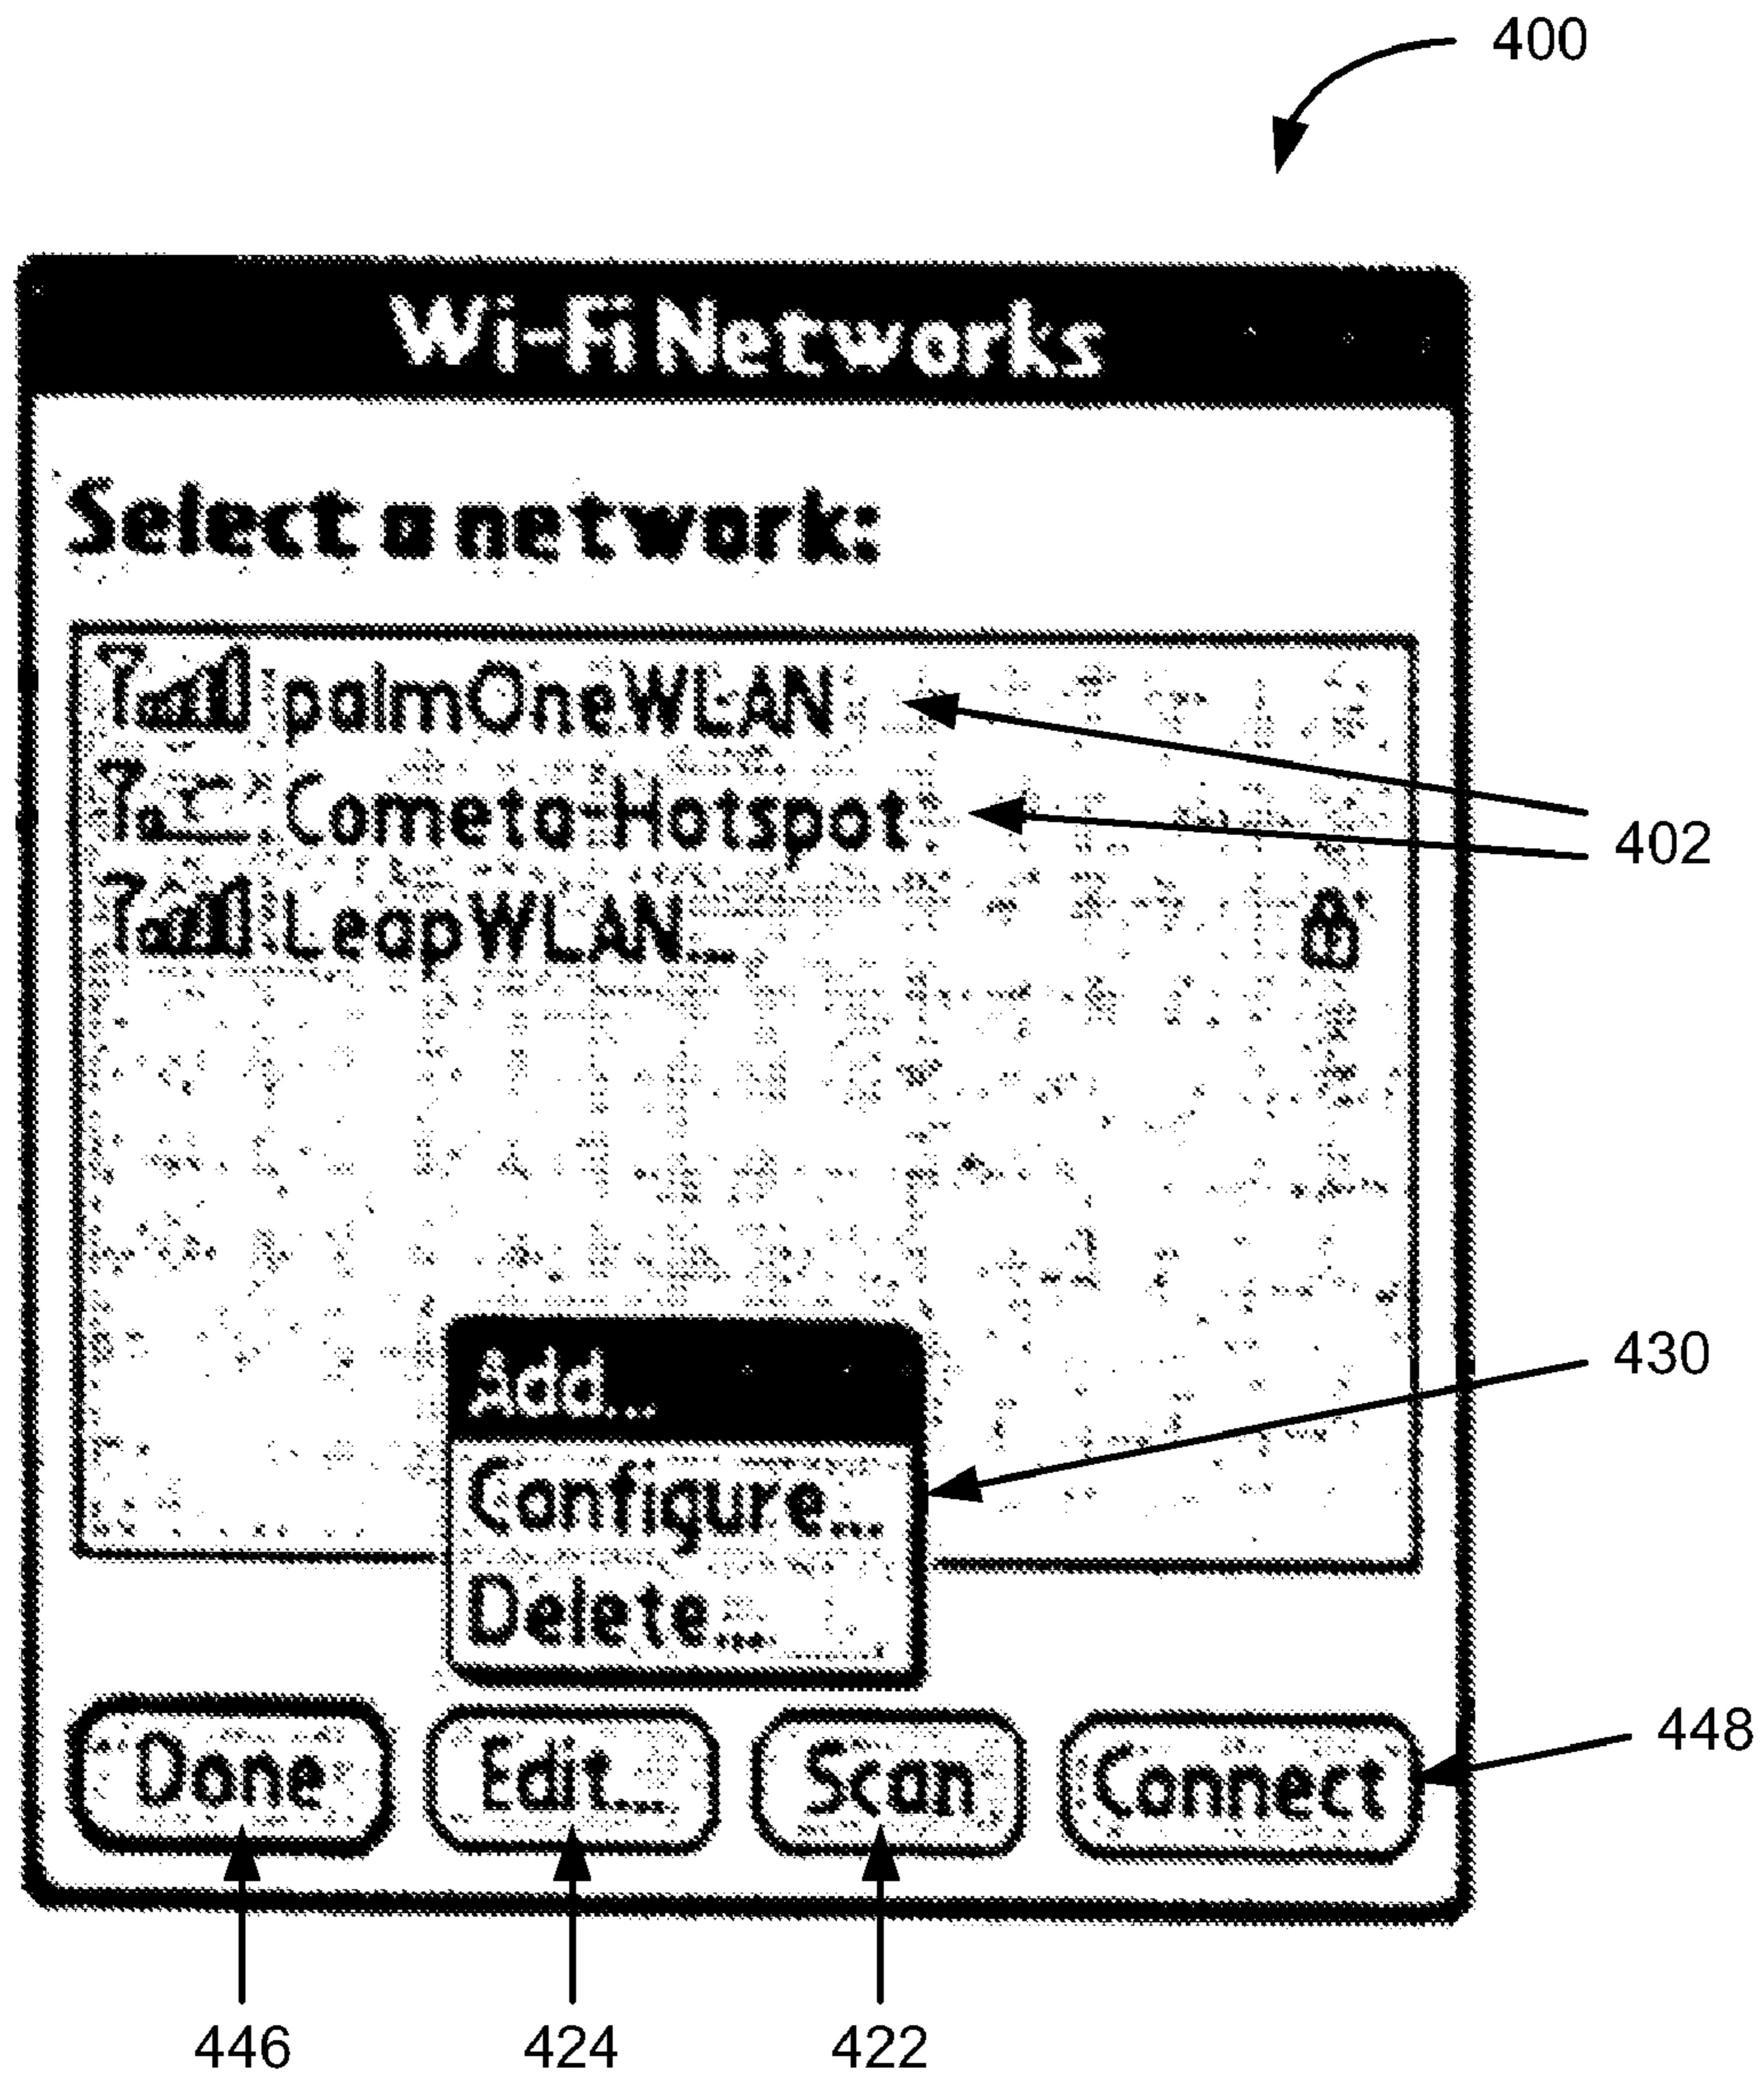 400
Wi-Fi Networks
Select a network:
palmOneWLAN
Cometa-Hotspot
402
LeapWLAN...
Add...
430
Configure...
Delete...
448
Done Edit... Scan Connect
446 424 422